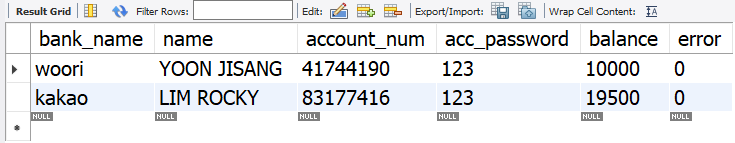 Result Grid Filter Rows: Edit: Export/Import: Wrap Cell Content: IA
bank_name name account_num acc_password balance error
woori YOON JISANG 41744190 123 10000 0
kakao LIM ROCKY 83177416 123 19500 0
NULL NULL NULL NULL NULL NULL